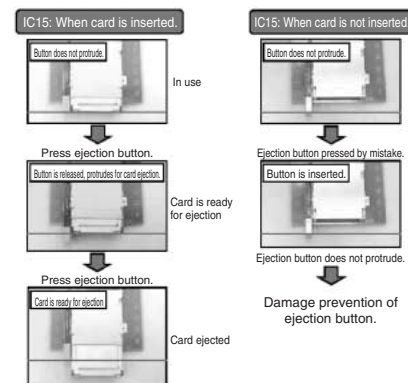 IC15: When card is inserted.
Button does not protrude.
In use
Press ejection button.
Button is released, protrudes for card ejection.
Card is ready
for ejection
Press ejection button.
Card is ready for ejection
Card ejected
IC15: When card is not inserted.
Button does not protrude.
Ejection button pressed by mistake.
Button is inserted.
Ejection button does not protrude.
Damage prevention of
ejection button.